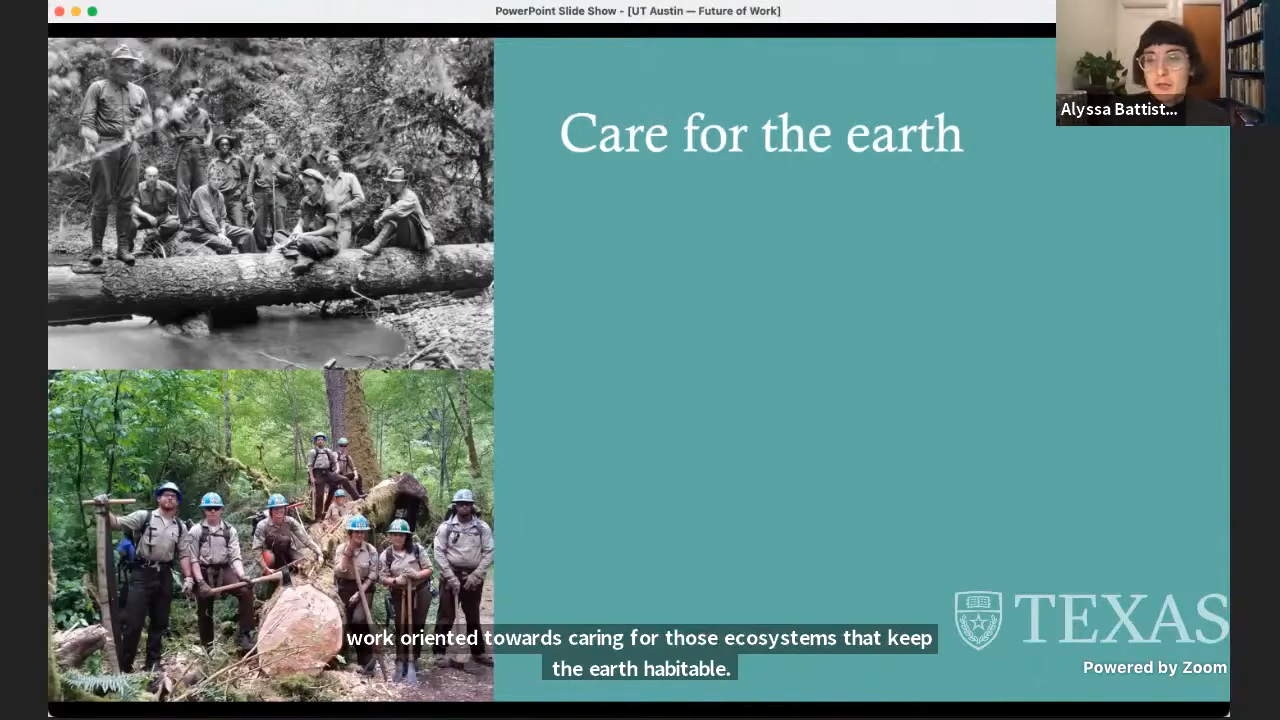 PowerPoint Slide Show - [UT Austin — Future of Work]
Alyssa Battist...
Care for the earth
TEXAS
work oriented towards caring for those ecosystems that keep
the earth habitable.
Powered by Zoom